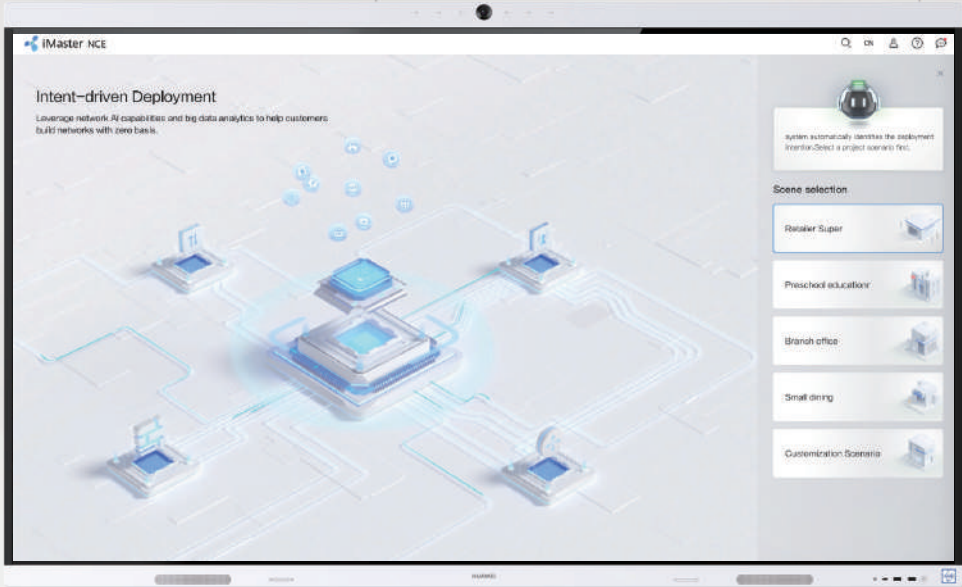 iMaster NCE
CN
Intent-driven Deployment
Leverage network AI capabilities and big data analytics to help customers
build networks with zero basis.
system automatically identifies the deployment
intention.Select a project scenario first.
Scene selection
Retailer Super
Preschool educationr
Branch office
Small dining
Customization Scenario
HUAWEI